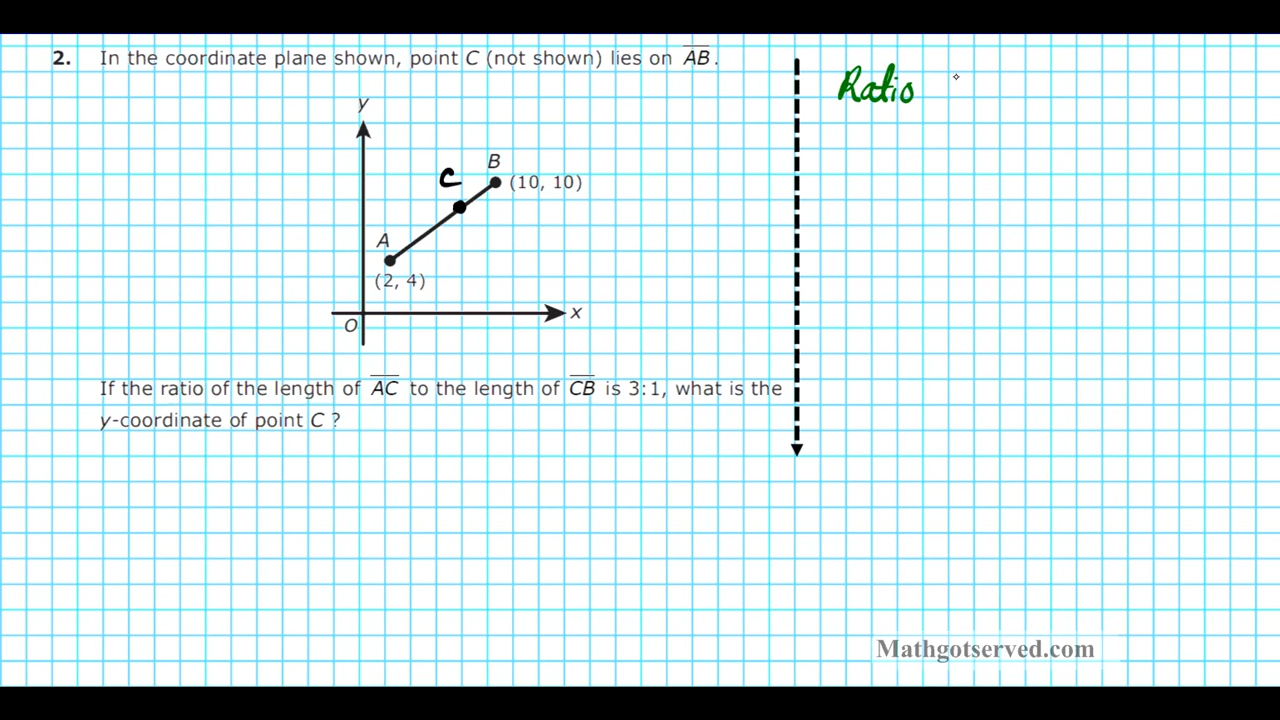 2. In the coordinate plane shown, point C (not shown) lies on AB.
Ratio
y
C
B
(10, 10)
A
(2, 4)
O
x
If the ratio of the length of AC to the length of CB is 3:1, what is the
y-coordinate of point C ?
Mathgotserved.com